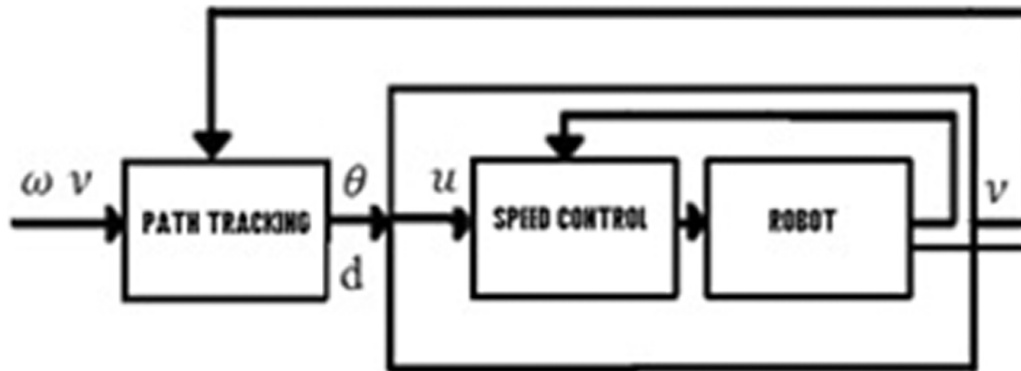 ω ν
PATH TRACKING
θ
d
u
SPEED CONTROL
ROBOT
ν